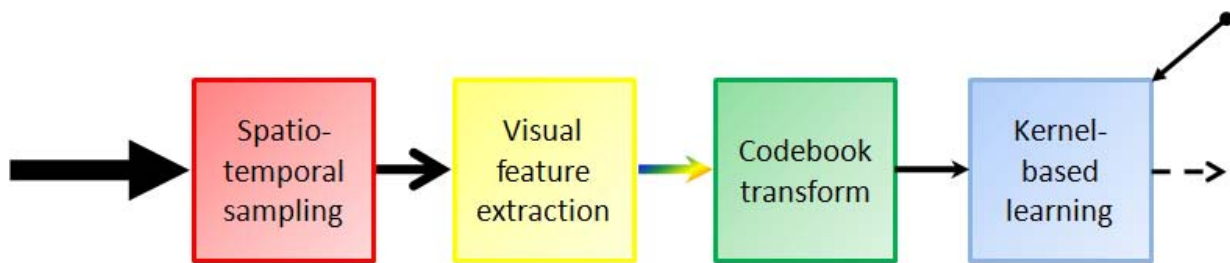 Spatio-
temporal
sampling
Visual
feature
extraction
Codebook
transform
Kernel-
based
learning